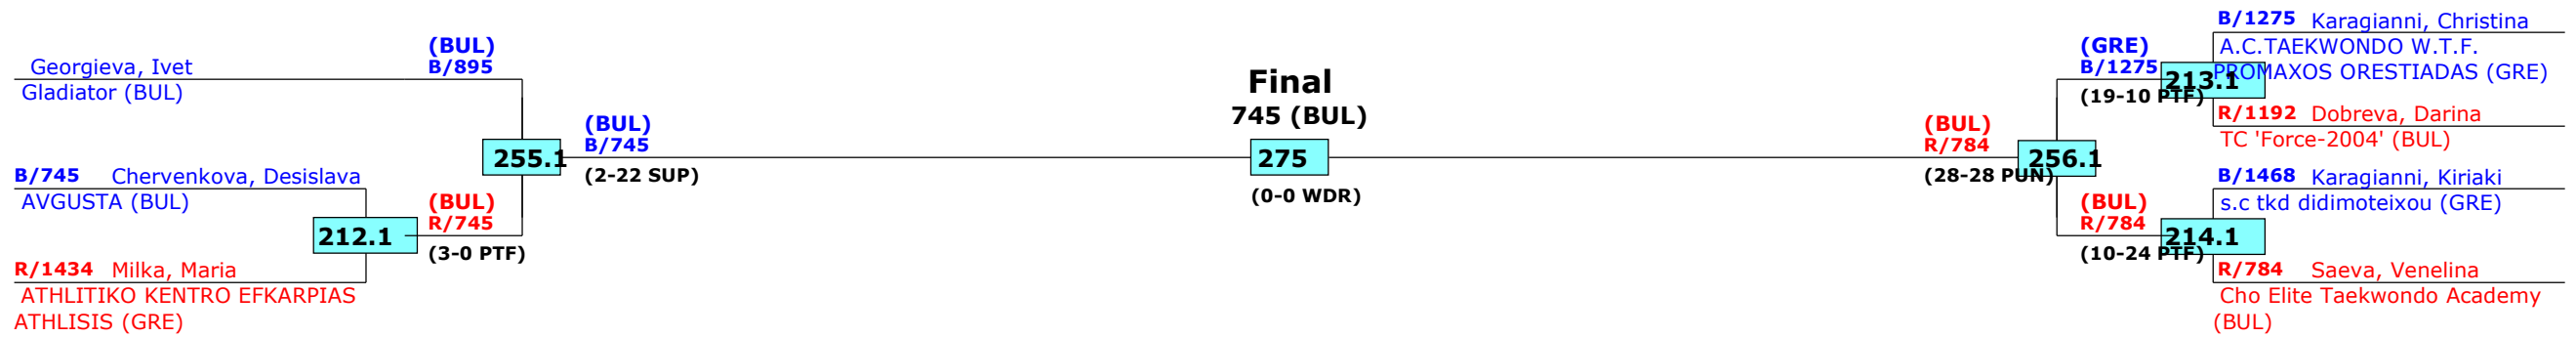 Georgieva, Ivet
Gladiator (BUL)
(BUL)
B/895
B/745 Chervenkova, Desislava
AVGUSTA (BUL)
212.1
R/1434 Milka, Maria
ATHLITIKO KENTRO EFKARPIAS
ATHLISIS (GRE)
(BUL)
R/745
(3-0 PTF)
255.1
(BUL)
B/745
(2-22 SUP)
Final
745 (BUL)
275
(0-0 WDR)
(BUL)
R/784
(28-28 PUN)
256.1
(GRE)
B/1275
(19-10 PTF)
213.1
B/1275 Karagianni, Christina
A.C.TAEKWONDO W.T.F.
PROMAXOS ORESTIADAS (GRE)
R/1192 Dobreva, Darina
TC 'Force-2004' (BUL)
(BUL)
R/784
(10-24 PTF)
214.1
B/1468 Karagianni, Kiriaki
s.c tkd didimoteixou (GRE)
R/784 Saeva, Venelina
Cho Elite Taekwondo Academy
(BUL)